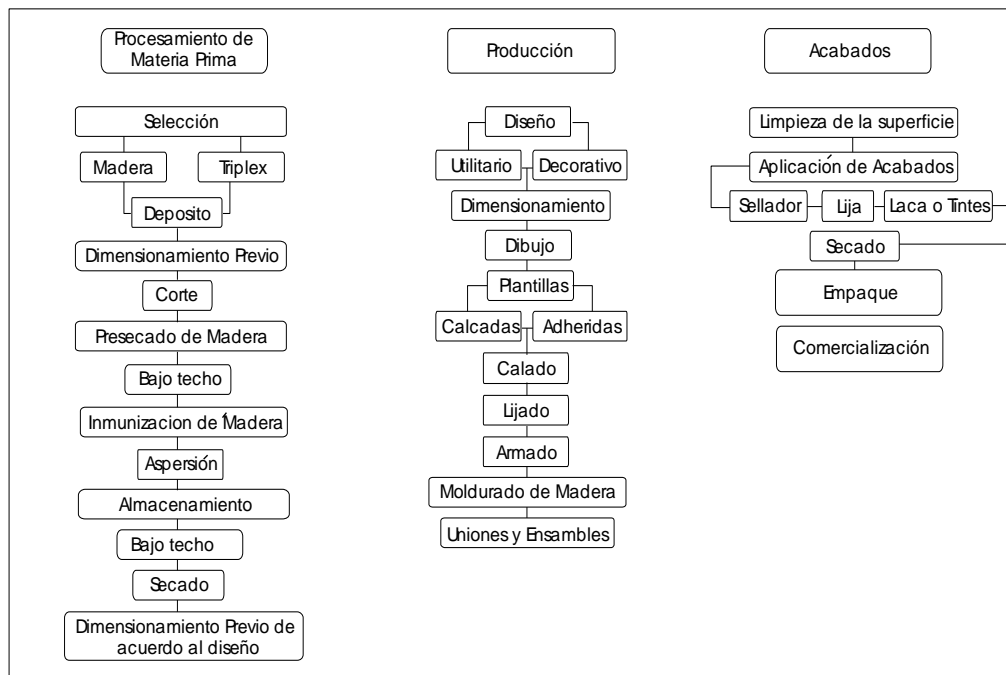 Procesamiento de
Materia Prima
Selección
Madera
Triplex
Deposito
Dimensionamiento Previo
Corte
Presecado de Madera
Bajo techo
Inmunizacion de Madera
Aspersión
Almacenamiento
Bajo techo
Secado
Dimensionamiento Previo de
acuerdo al diseño
Producción
Diseño
Utilitario
Decorativo
Dimensionamiento
Dibujo
Plantillas
Calcadas
Adheridas
Calado
Lijado
Armado
Moldurado de Madera
Uniones y Ensambles
Acabados
Limpieza de la superficie
Aplicación de Acabados
Sellador
Lija
Laca o Tintes
Secado
Empaque
Comercialización